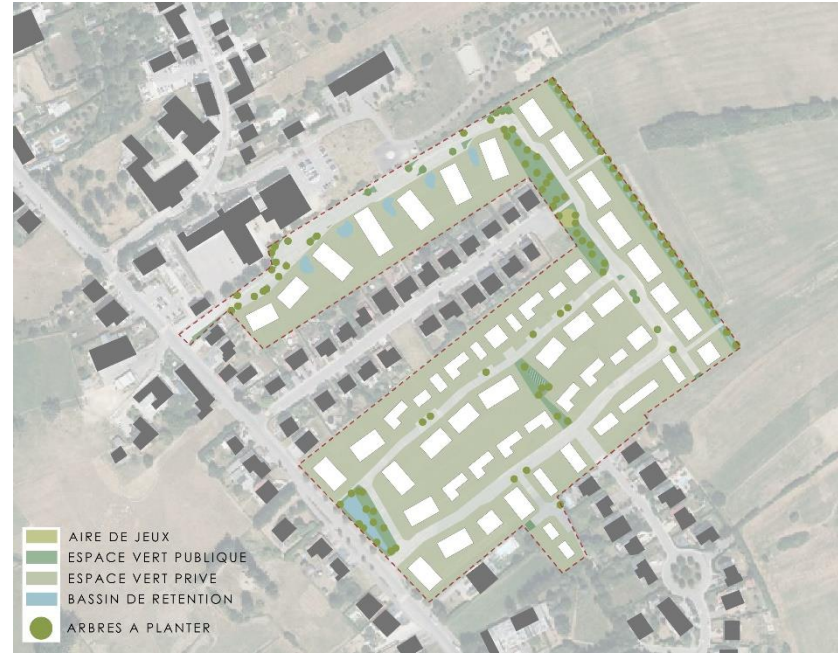 AIRE DE JEUX
ESPACE VERT PUBLIQUE
ESPACE VERT PRIVE
BASSIN DE RETENTION
ARBRES A PLANTER